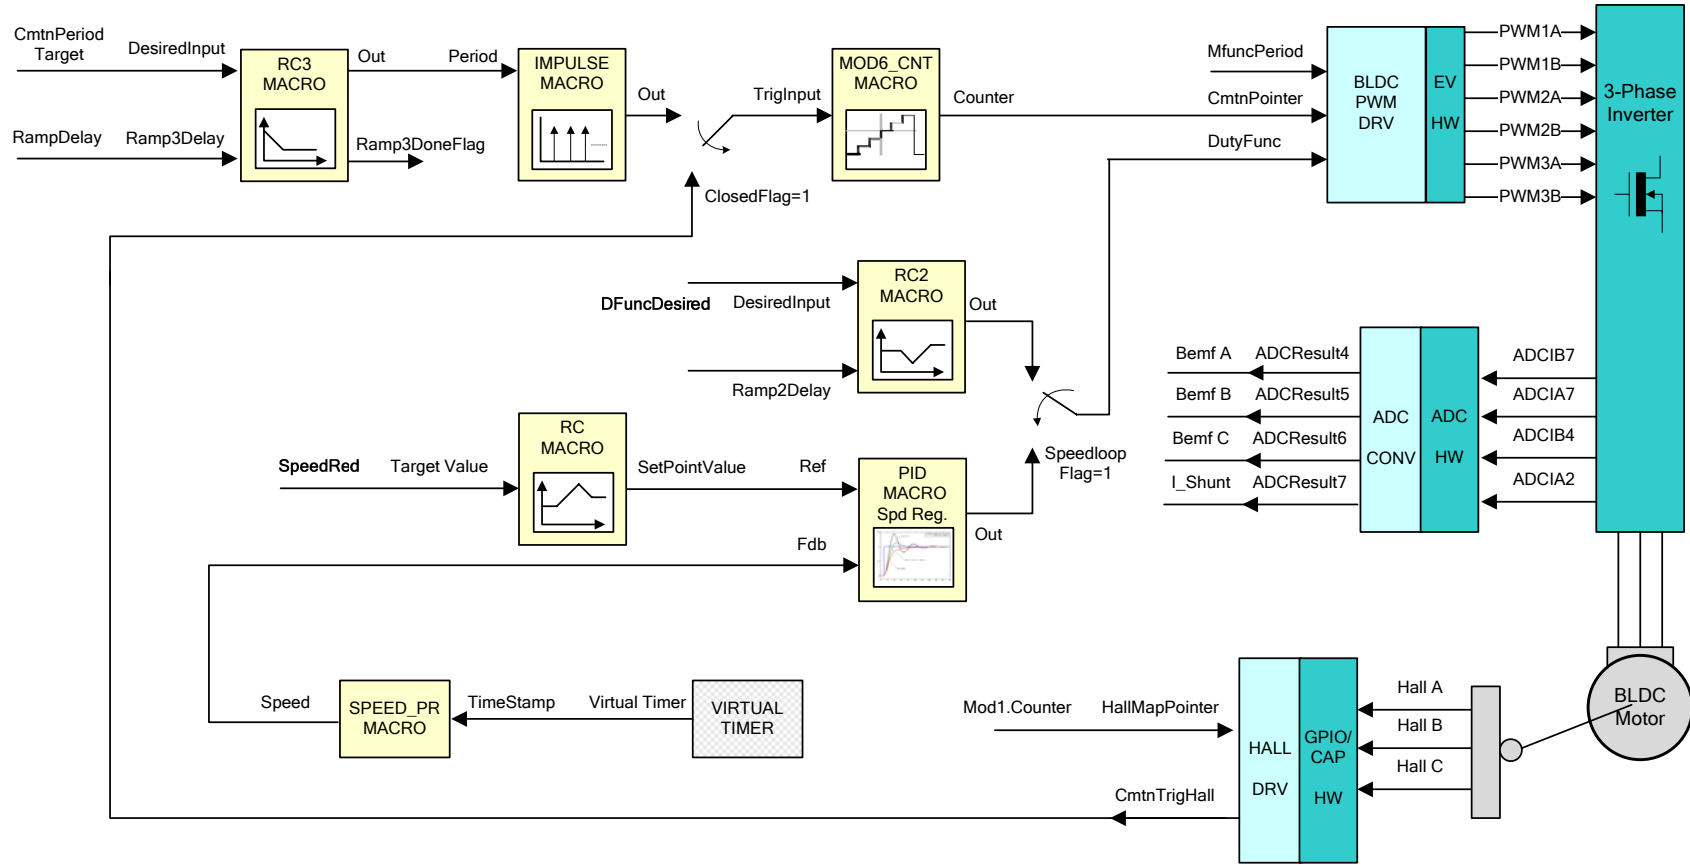 CmtnPeriod
Target
DesiredInput
RC3
MACRO
Out
Period
IMPULSE
MACRO
Out
TrigInput
MOD6_CNT
MACRO
Counter
MfuncPeriod
CmtnPointer
DutyFunc
BLDC
PWM
DRV
EV
HW
PWM1A
PWM1B
PWM2A
PWM2B
PWM3A
PWM3B
3-Phase
Inverter
RampDelay
Ramp3Delay
Ramp3DoneFlag
ClosedFlag=1
DFuncDesired
DesiredInput
RC2
MACRO
Out
Ramp2Delay
Bemf A
ADCResult4
Bemf B
ADCResult5
Bemf C
ADCResult6
I_Shunt
ADCResult7
ADC
CONV
ADC
HW
ADCIB7
ADCIA7
ADCIB4
ADCIA2
SpeedRed
Target Value
RC
MACRO
SetPointValue
Ref
PID
MACRO
Spd Reg.
Speedloop
Flag=1
Out
Fdb
Speed
SPEED_PR
MACRO
TimeStamp
Virtual Timer
VIRTUAL
TIMER
Mod1.Counter
HallMapPointer
HALL
DRV
GPIO/
CAP
HW
Hall A
Hall B
Hall C
BLDC
Motor
CmtnTrigHall